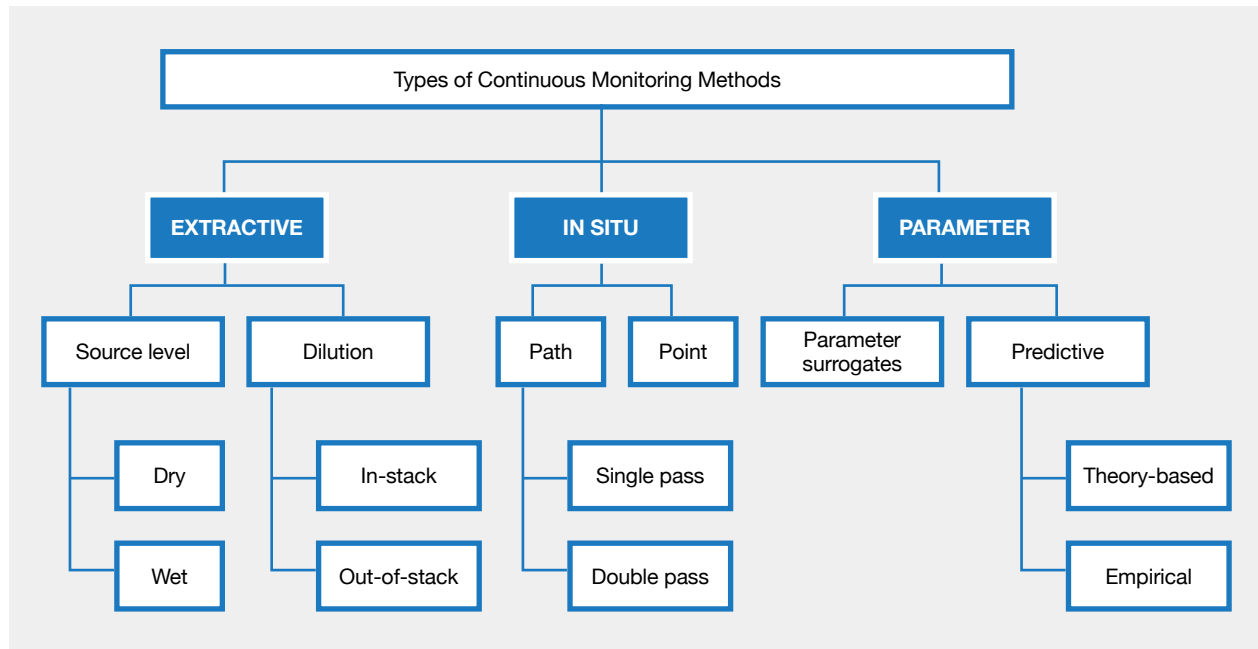 Types of Continuous Monitoring Methods
EXTRACTIVE
IN SITU
PARAMETER
Source level
Dilution
Path
Point
Parameter
surrogates
Predictive
Dry
In-stack
Single pass
Theory-based
Wet
Out-of-stack
Double pass
Empirical